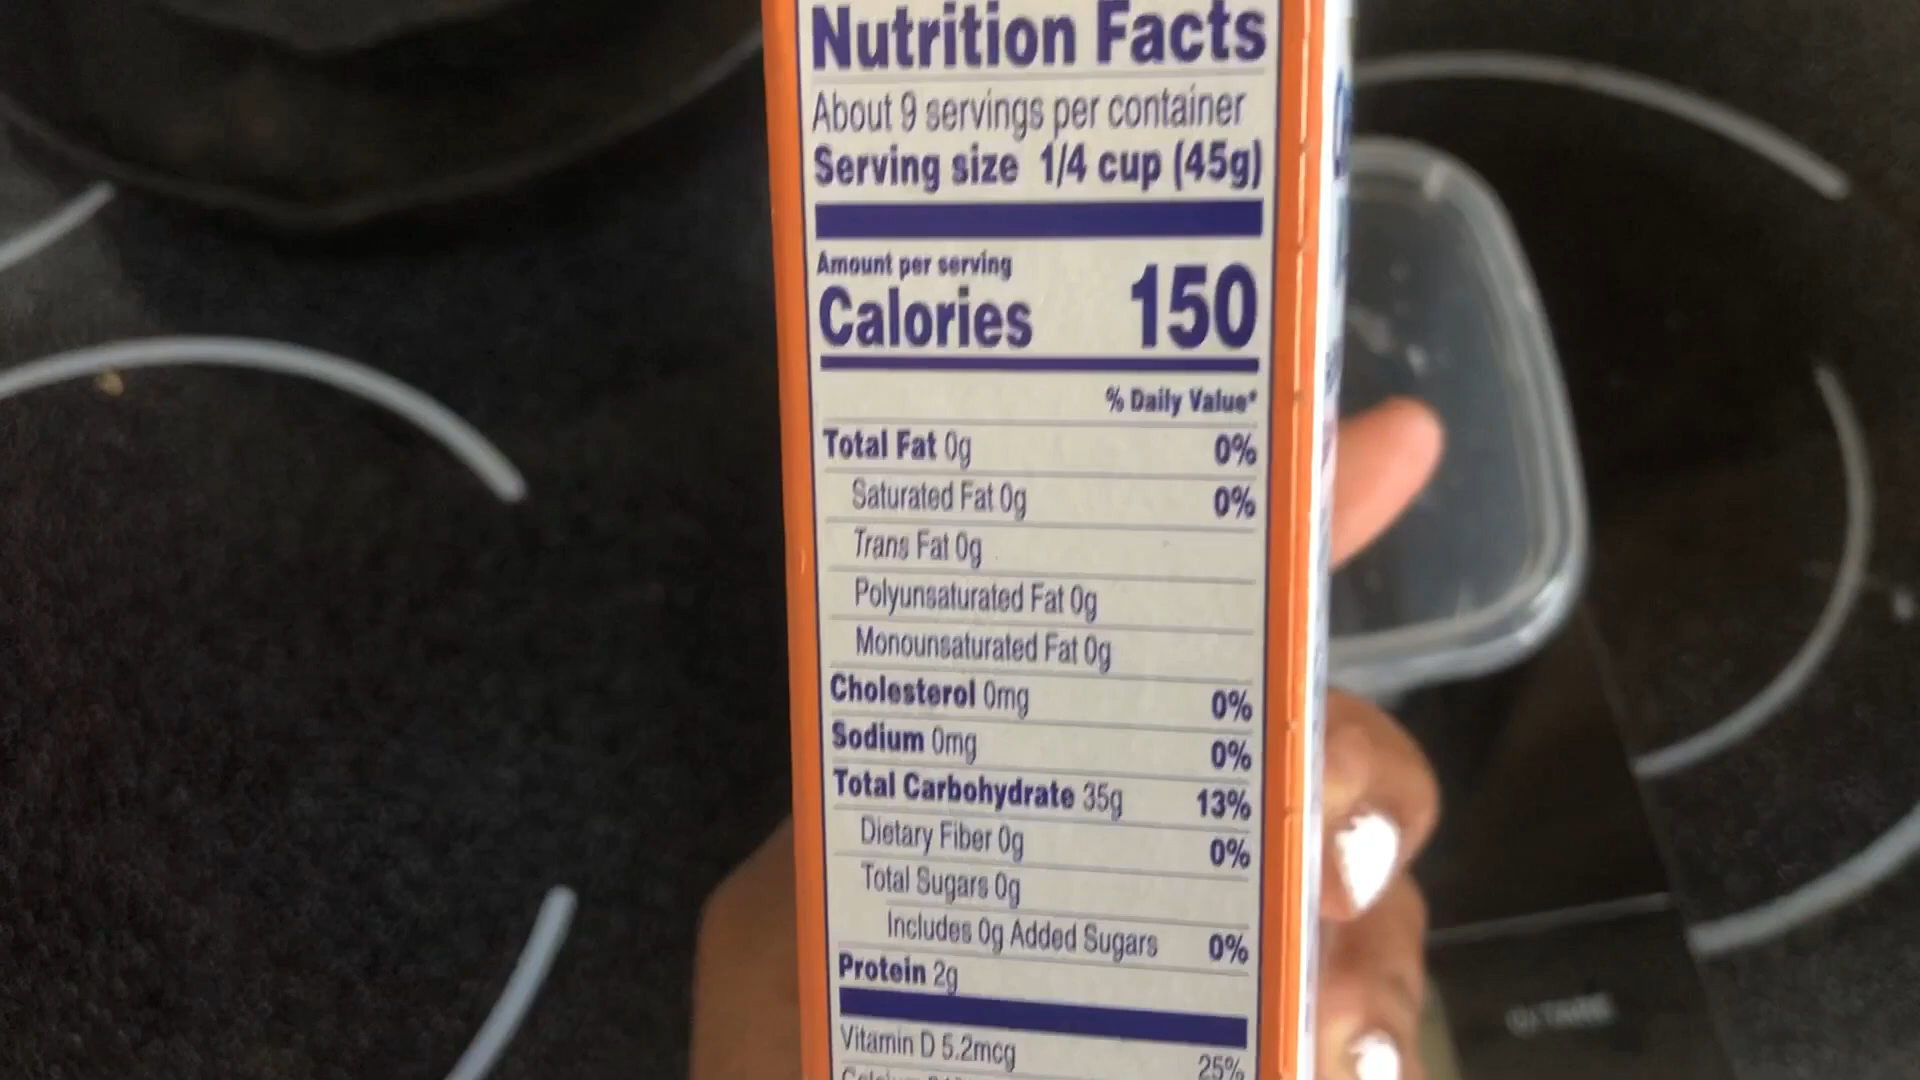 Nutrition Facts
About 9 servings per container
Serving size 1/4 cup (45g)
Amount per serving
Calories 150
% Daily Value*
Total Fat 0g 0%
Saturated Fat 0g 0%
Trans Fat 0g
Polyunsaturated Fat 0g
Monounsaturated Fat 0g
Cholesterol 0mg 0%
Sodium 0mg 0%
Total Carbohydrate 35g 13%
Dietary Fiber 0g 0%
Total Sugars 0g
Includes 0g Added Sugars 0%
Protein 2g
Vitamin D 5.2mcg 25%